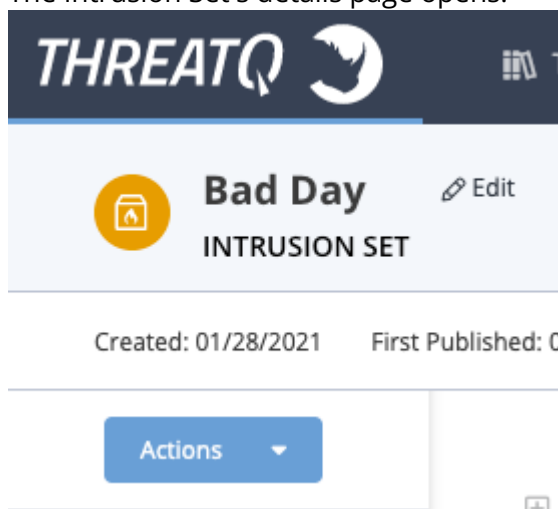 The Intrusion Set's details page opens.
THREATQ
Bad Day
Edit
INTRUSION SET
Created: 01/28/2021
First Published: 0
Actions